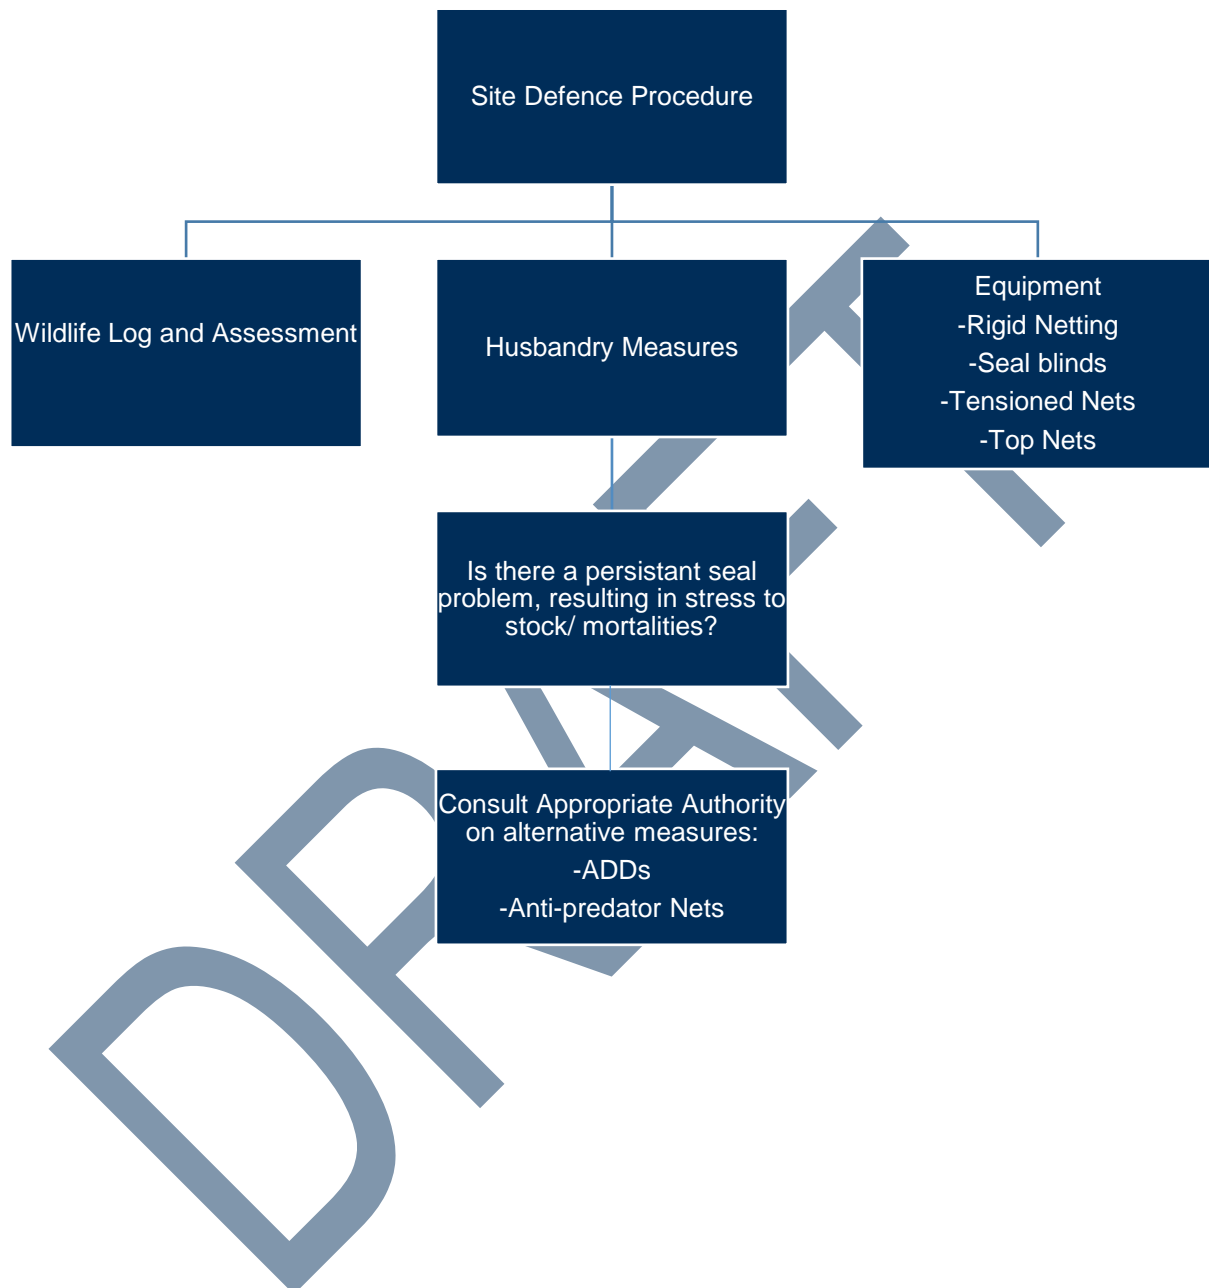 Site Defence Procedure
Wildlife Log and Assessment
Husbandry Measures
Equipment
-Rigid Netting
-Seal blinds
-Tensioned Nets
-Top Nets
Is there a persistant seal
problem, resulting in stress to
stock/ mortalities?
Consult Appropriate Authority
on alternative measures:
-ADDs
-Anti-predator Nets
DRAFT